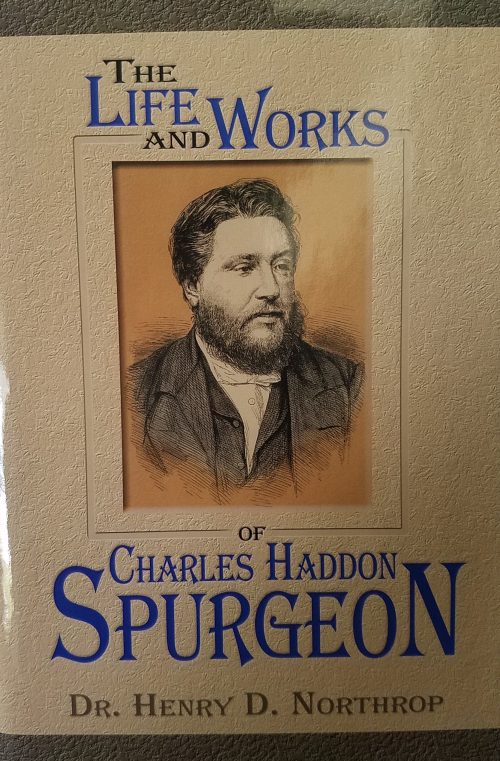 The
Life
and Works
of
Charles Haddon
Spurgeon
Dr. Henry D. Northrop